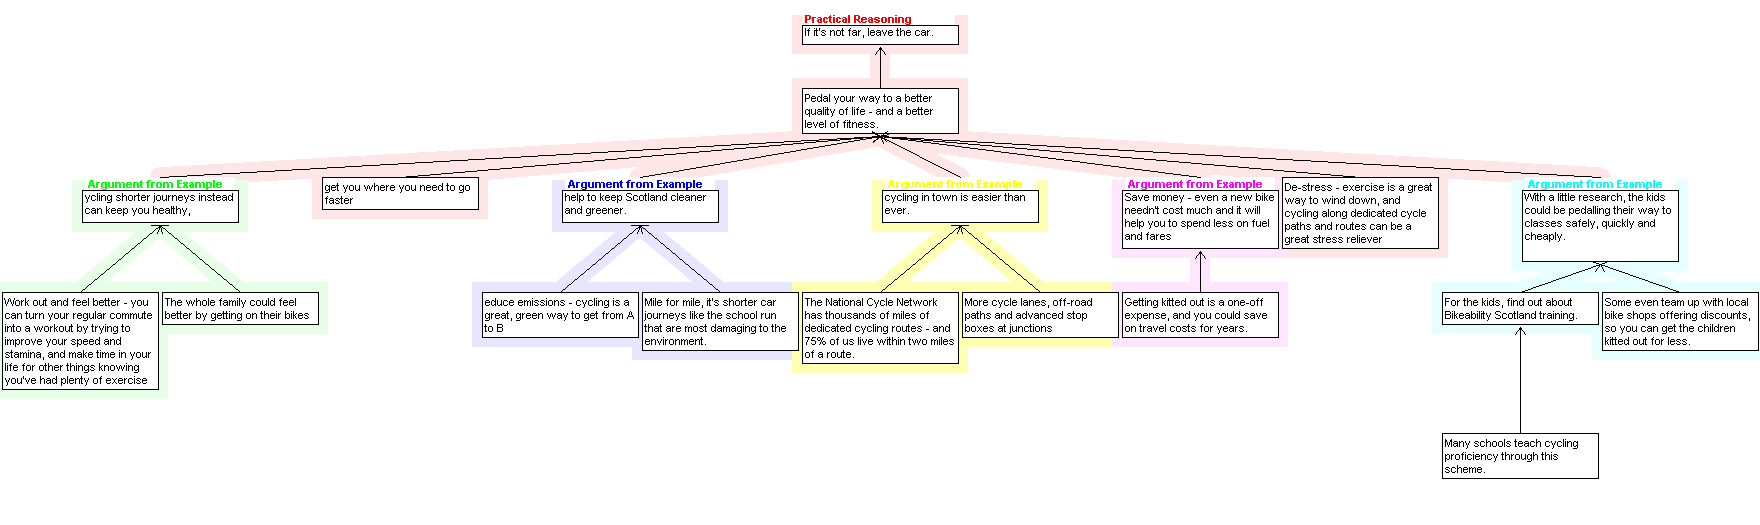 Practical Reasoning
If it's not far, leave the car.
Pedal your way to a better
quality of life - and a better
level of fitness.
Argument from Example
ycling shorter journeys instead
can keep you healthy,
get you where you need to go
faster
Argument from Example
help to keep Scotland cleaner
and greener.
Argument from Example
cycling in town is easier than
ever.
Argument from Example
Save money - even a new bike
needn't cost much and it will
help you to spend less on fuel
and fares
De-stress - exercise is a great
way to wind down, and
cycling along dedicated cycle
paths and routes can be a
great stress reliever
Argument from Example
With a little research, the kids
could be pedalling their way to
classes safely, quickly and
cheaply.
Work out and feel better - you
can turn your regular commute
into a workout by trying to
improve your speed and
stamina, and make time in your
life for other things knowing
you've had plenty of exercise
The whole family could feel
better by getting on their bikes
educe emissions - cycling is a
great, green way to get from A
to B
Mile for mile, it's shorter car
journeys like the school run
that are most damaging to the
environment.
The National Cycle Network
has thousands of miles of
dedicated cycling routes - and
75% of us live within two miles
of a route.
More cycle lanes, off-road
paths and advanced stop
boxes at junctions
Getting kitted out is a one-off
expense, and you could save
on travel costs for years.
For the kids, find out about
Bikeability Scotland training.
Some even team up with local
bike shops offering discounts,
so you can get the children
kitted out for less.
Many schools teach cycling
proficiency through this
scheme.